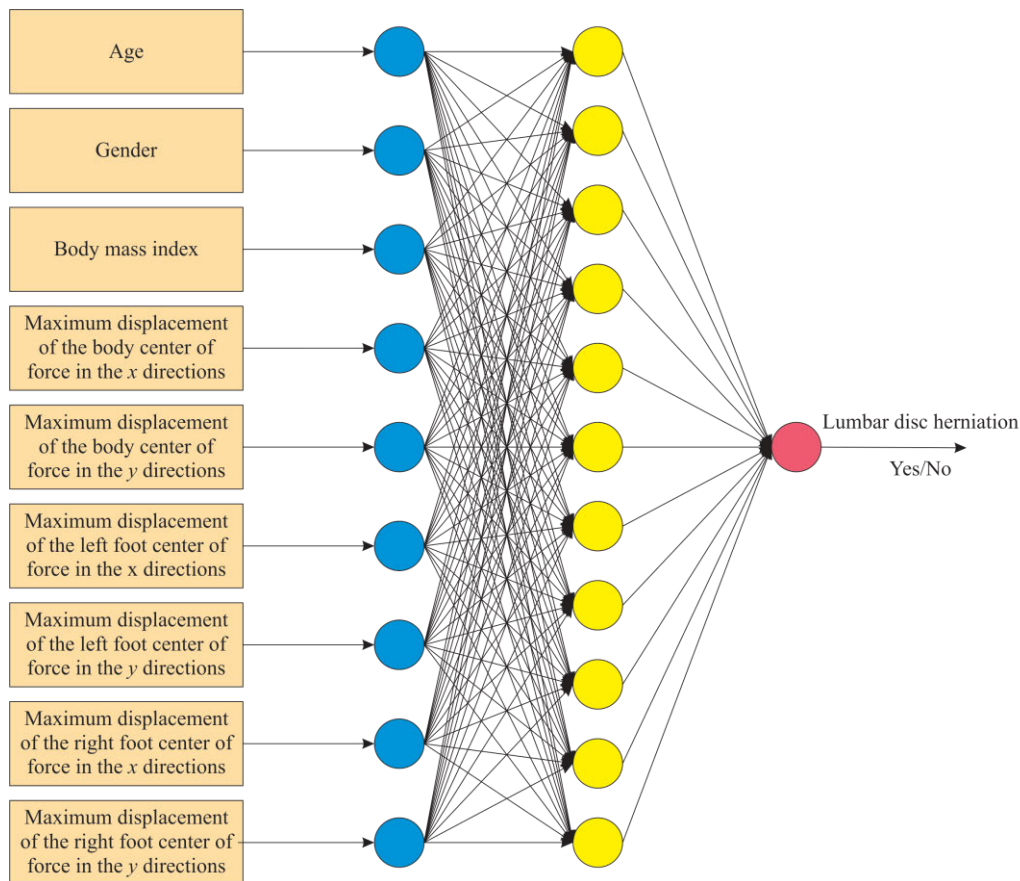 Age
Gender
Body mass index
Maximum displacement
of the body center of
force in the x directions
Maximum displacement
of the body center of
force in the y directions
Maximum displacement
of the left foot center of
force in the x directions
Maximum displacement
of the left foot center of
force in the y directions
Maximum displacement
of the right foot center of
force in the x directions
Maximum displacement
of the right foot center of
force in the y directions
Lumbar disc herniation
Yes/No